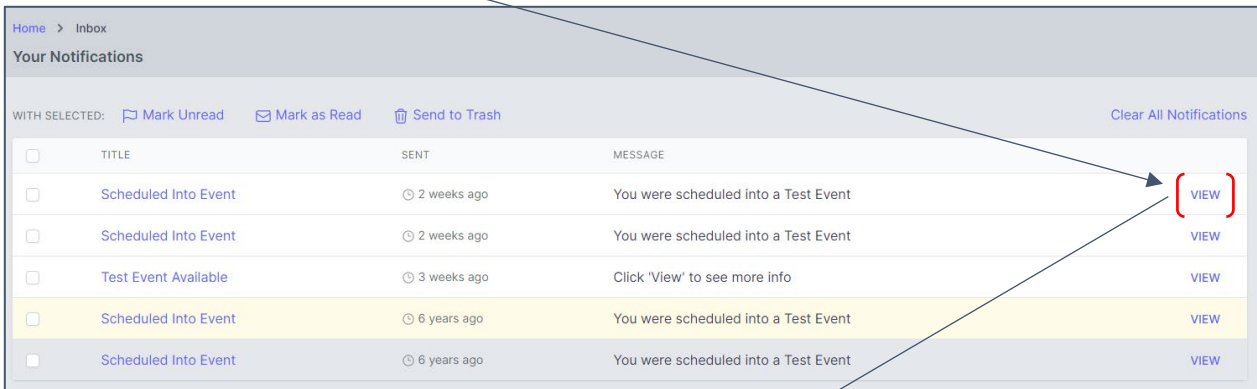 Home > Inbox
Your Notifications
WITH SELECTED: Mark Unread Mark as Read Send to Trash Clear All Notifications
TITLE SENT MESSAGE
Scheduled Into Event 2 weeks ago You were scheduled into a Test Event VIEW
Scheduled Into Event 2 weeks ago You were scheduled into a Test Event VIEW
Test Event Available 3 weeks ago Click 'View' to see more info VIEW
Scheduled Into Event 6 years ago You were scheduled into a Test Event VIEW
Scheduled Into Event 6 years ago You were scheduled into a Test Event VIEW